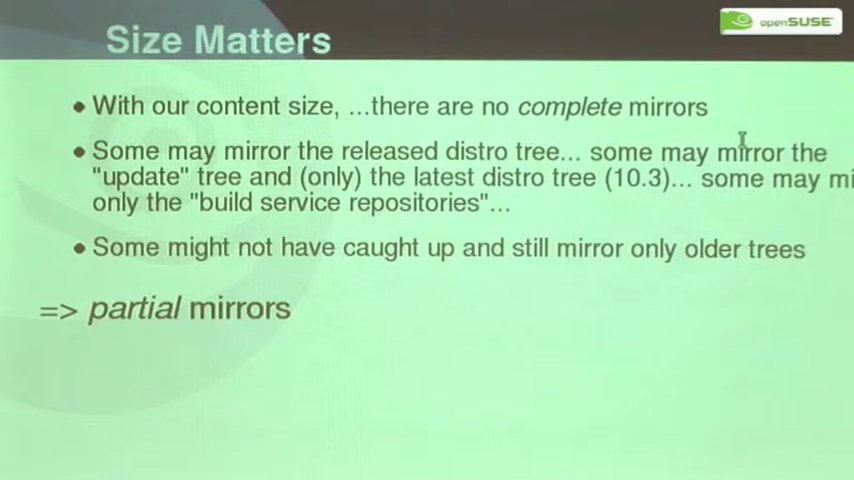 Size Matters
openSUSE
• With our content size, ...there are no complete mirrors
• Some may mirror the released distro tree... some may mirror the
"update" tree and (only) the latest distro tree (10.3)... some may mi
only the "build service repositories"...
• Some might not have caught up and still mirror only older trees
=> partial mirrors